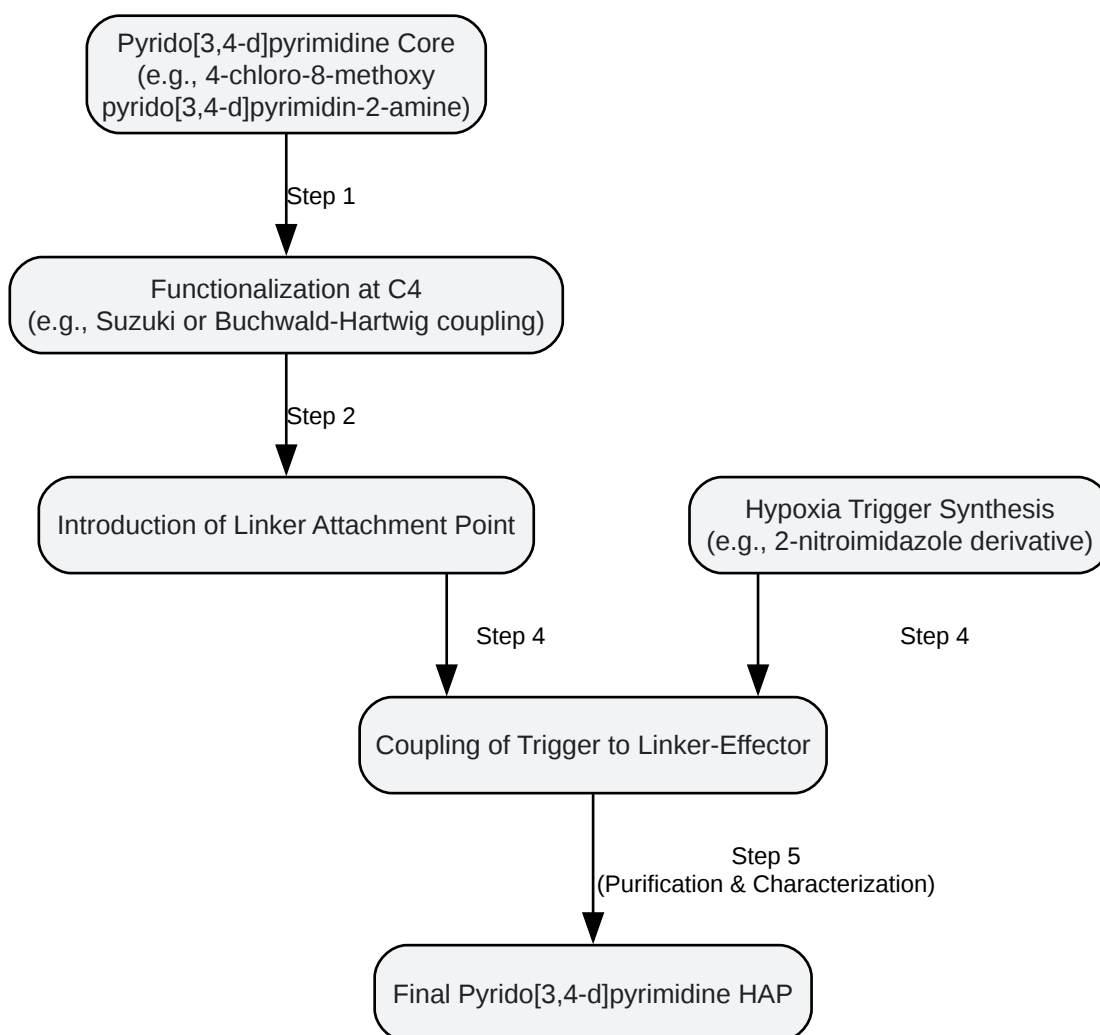 Pyrido[3,4-d]pyrimidine Core
(e.g., 4-chloro-8-methoxy
pyrido[3,4-d]pyrimidin-2-amine)
Step 1
Functionalization at C4
(e.g., Suzuki or Buchwald-Hartwig coupling)
Step 2
Introduction of Linker Attachment Point
Hypoxia Trigger Synthesis
(e.g., 2-nitroimidazole derivative)
Step 4
Step 4
Coupling of Trigger to Linker-Effector
Step 5
(Purification & Characterization)
Final Pyrido[3,4-d]pyrimidine HAP